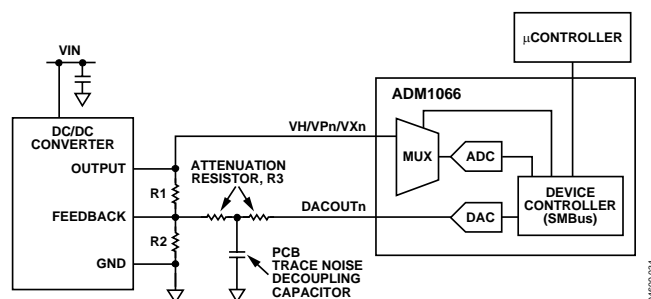 VIN
μCONTROLLER
DC/DC
CONVERTER
OUTPUT
FEEDBACK
GND
R1
R2
ATTENUATION
RESISTOR, R3
PCB
TRACE NOISE
DECOUPLING
CAPACITOR
VH/VPn/VXn
DACOUTn
ADM1066
MUX
ADC
DAC
DEVICE
CONTROLLER
(SMBus)